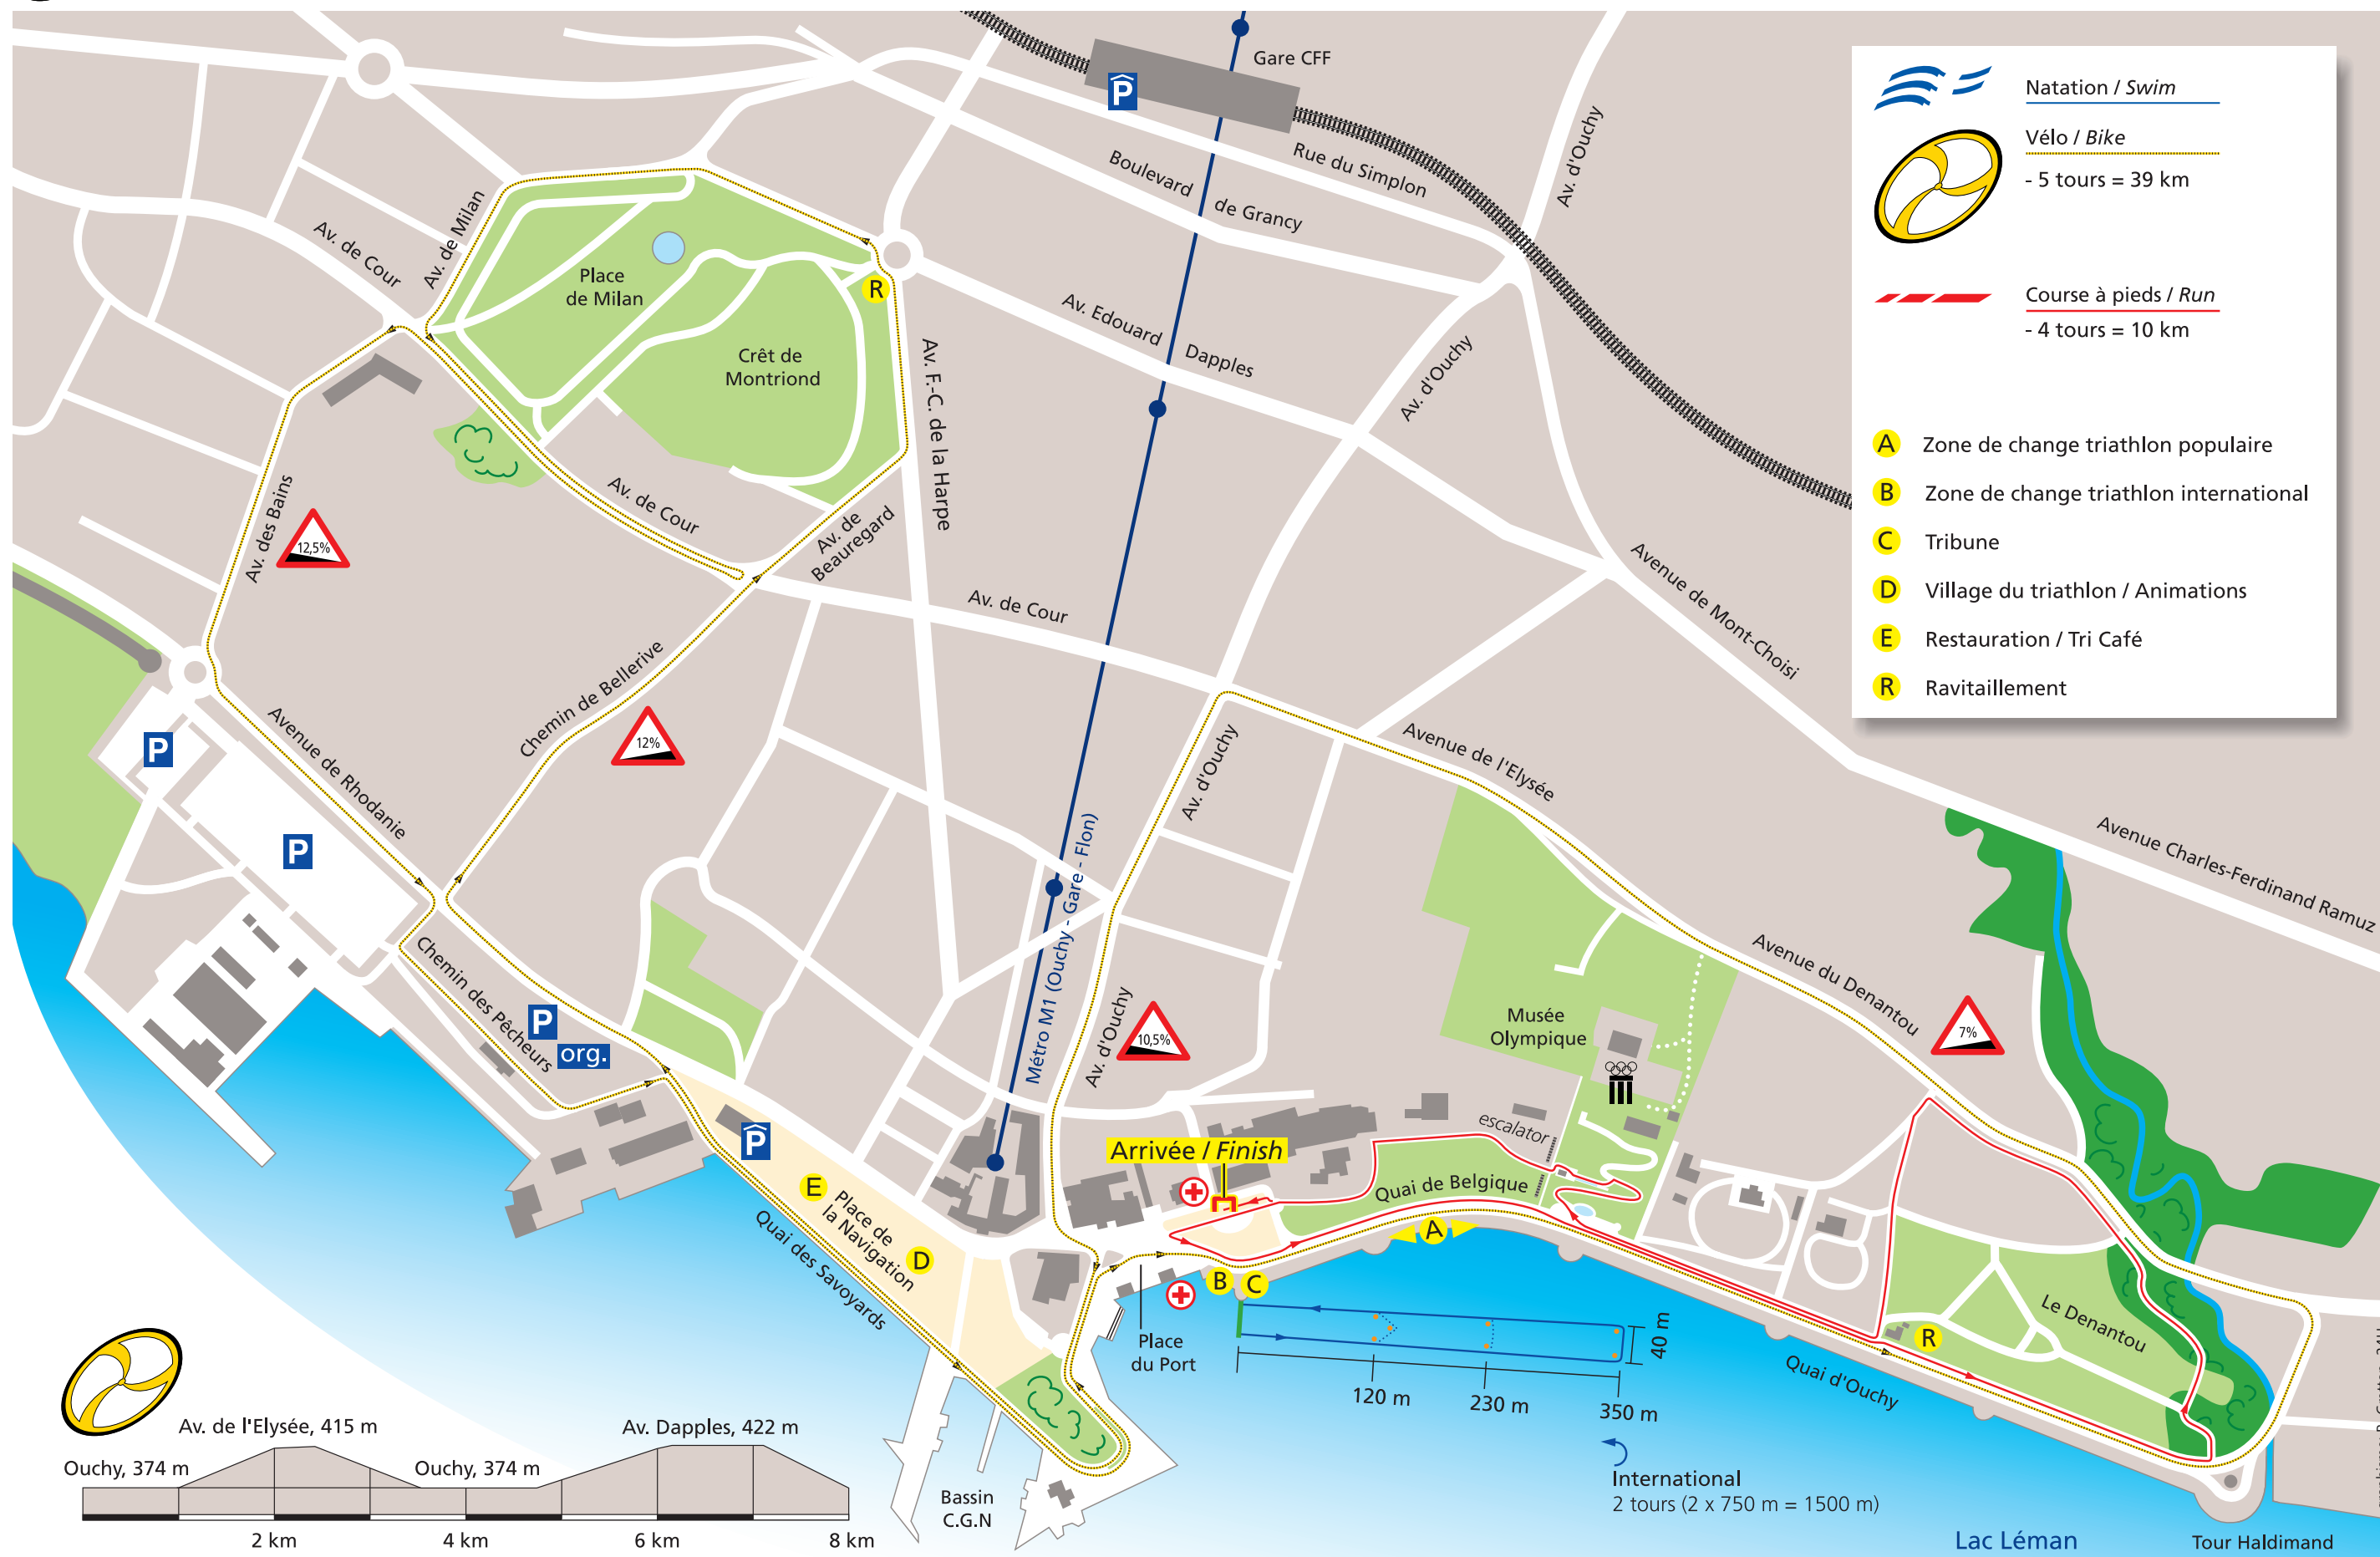 Gare CFF
P
Rue du Simplon
Boulevard de Grancy
Av. d'Ouchy
Natation / Swim
Vélo / Bike
- 5 tours = 39 km
Course à pieds / Run
- 4 tours = 10 km
A Zone de change triathlon populaire
B Zone de change triathlon international
C Tribune
D Village du triathlon / Animations
E Restauration / Tri Café
R Ravitaillement
Av. de Milan
Av. de Cour
Place
de Milan
R
Crêt de
Montriond
Av. F.-C. de la Harpe
Av. Edouard Dapples
Av. d'Ouchy
Av. de Cour
Av. de
Beauregard
Av. des Bains
12,5%
Av. de Cour
Avenue de Mont-Choisi
Chemin de Bellerive
12%
Avenue de Rhodanie
P
P
Av. d'Ouchy
Avenue de l'Elysée
Avenue Charles-Ferdinand Ramuz
Métro M1 (Ouchy - Gare - Flon)
Chemin des Pêcheurs
P
org.
Av. d'Ouchy
10,5%
Musée
Olympique
Avenue du Denantou
7%
P
Arrivée / Finish
escalator
Quai de Belgique
E
Place de
la Navigation
D
Quai des Savoyards
A
B
C
Place
du Port
40 m
120 m
230 m
350 m
R
Le Denantou
Quai d'Ouchy
International
2 tours (2 x 750 m = 1500 m)
Bassin
C.G.N
Lac Léman
Tour Haldimand
Av. de l'Elysée, 415 m
Av. Dapples, 422 m
Ouchy, 374 m
Ouchy, 374 m
2 km
4 km
6 km
8 km